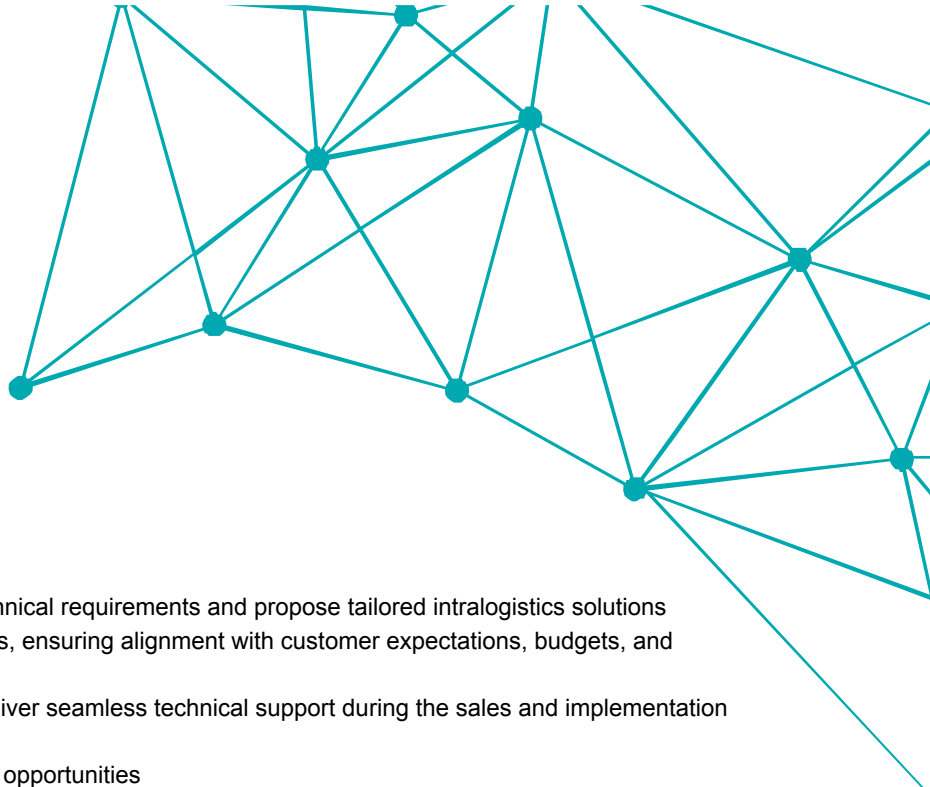 hnical requirements and propose tailored intralogistics solutions
s, ensuring alignment with customer expectations, budgets, and
iver seamless technical support during the sales and implementation
opportunities